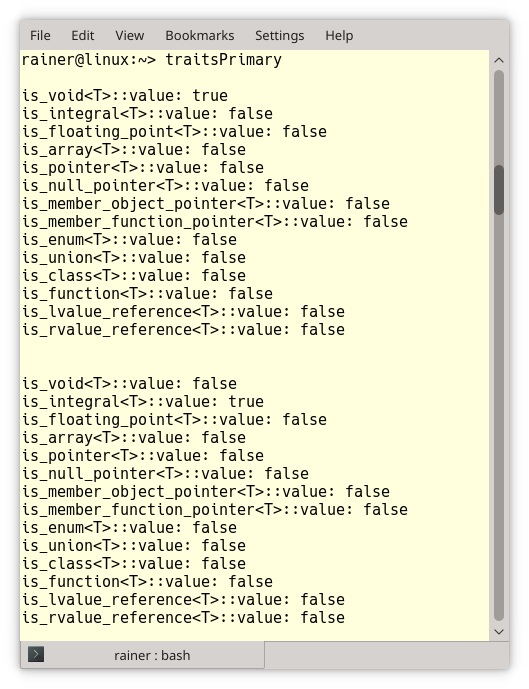 File Edit View Bookmarks Settings Help
rainer@linux:~> traitsPrimary
is_void<T>::value: true
is_integral<T>::value: false
is_floating_point<T>::value: false
is_array<T>::value: false
is_pointer<T>::value: false
is_null_pointer<T>::value: false
is_member_object_pointer<T>::value: false
is_member_function_pointer<T>::value: false
is_enum<T>::value: false
is_union<T>::value: false
is_class<T>::value: false
is_function<T>::value: false
is_lvalue_reference<T>::value: false
is_rvalue_reference<T>::value: false
is_void<T>::value: false
is_integral<T>::value: true
is_floating_point<T>::value: false
is_array<T>::value: false
is_pointer<T>::value: false
is_null_pointer<T>::value: false
is_member_object_pointer<T>::value: false
is_member_function_pointer<T>::value: false
is_enum<T>::value: false
is_union<T>::value: false
is_class<T>::value: false
is_function<T>::value: false
is_lvalue_reference<T>::value: false
is_rvalue_reference<T>::value: false
rainer : bash